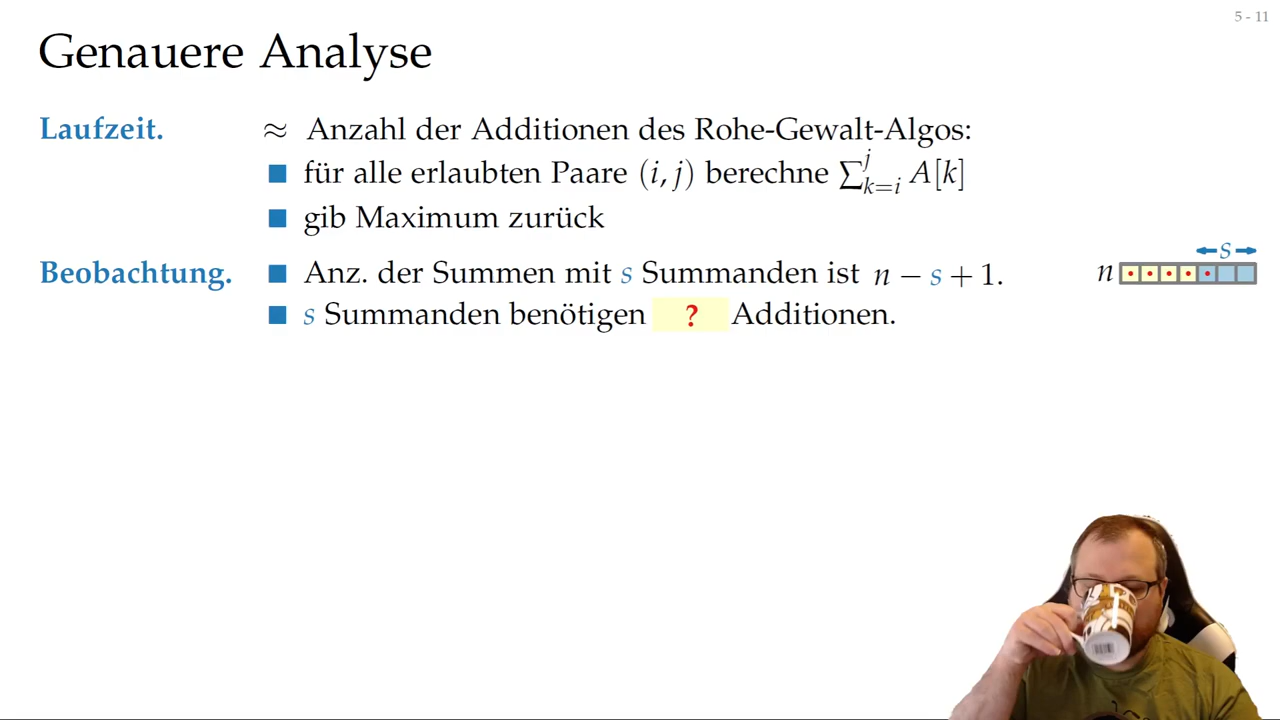 5 - 11
Genauere Analyse
Laufzeit. ≈ Anzahl der Additionen des Rohe-Gewalt-Algos:
■ für alle erlaubten Paare (i, j) berechne ∑_{k=i}^{j} A[k]
■ gib Maximum zurück
Beobachtung. ■ Anz. der Summen mit s Summanden ist n − s + 1.
■ s Summanden benötigen ? Additionen.
s
n